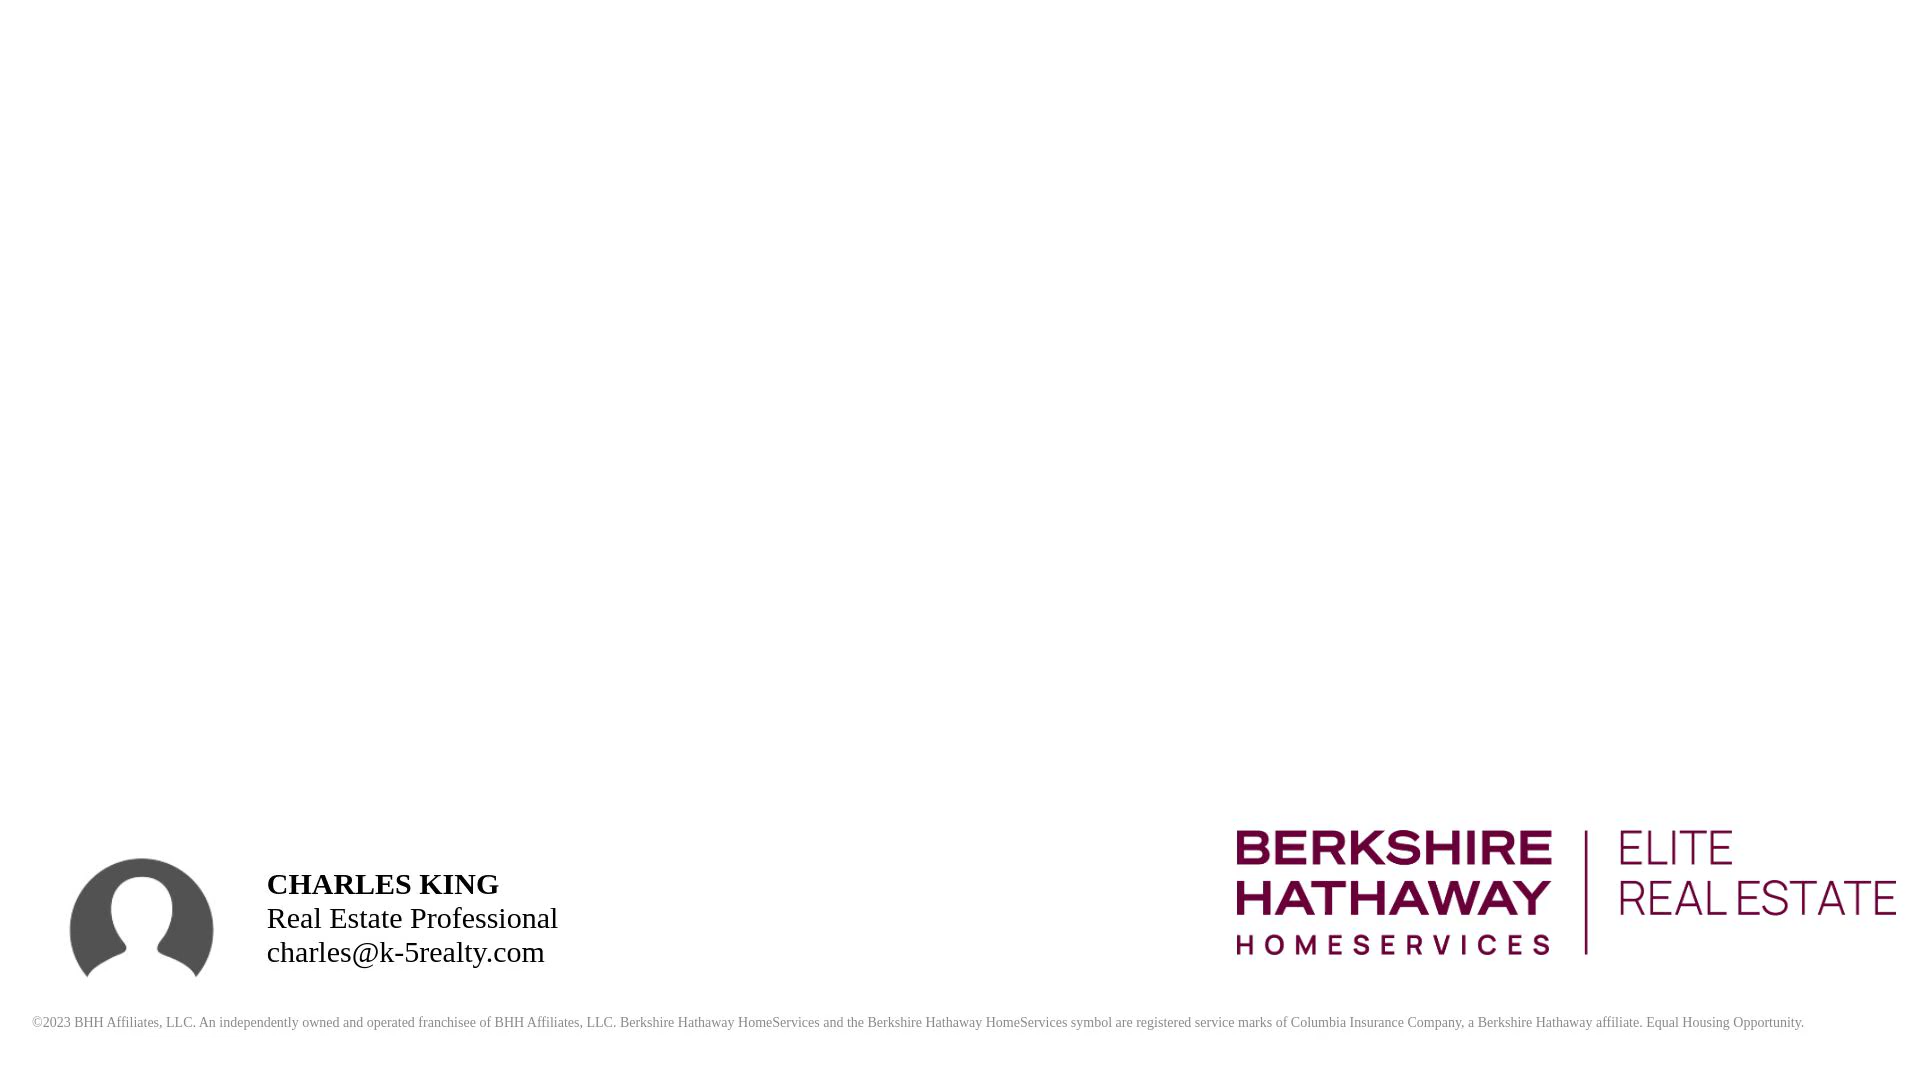 CHARLES KING
Real Estate Professional
charles@k-5realty.com
BERKSHIRE
HATHAWAY
HOMESERVICES
ELITE
REAL ESTATE
©2023 BHH Affiliates, LLC. An independently owned and operated franchisee of BHH Affiliates, LLC. Berkshire Hathaway HomeServices and the Berkshire Hathaway HomeServices symbol are registered service marks of Columbia Insurance Company, a Berkshire Hathaway affiliate. Equal Housing Opportunity.